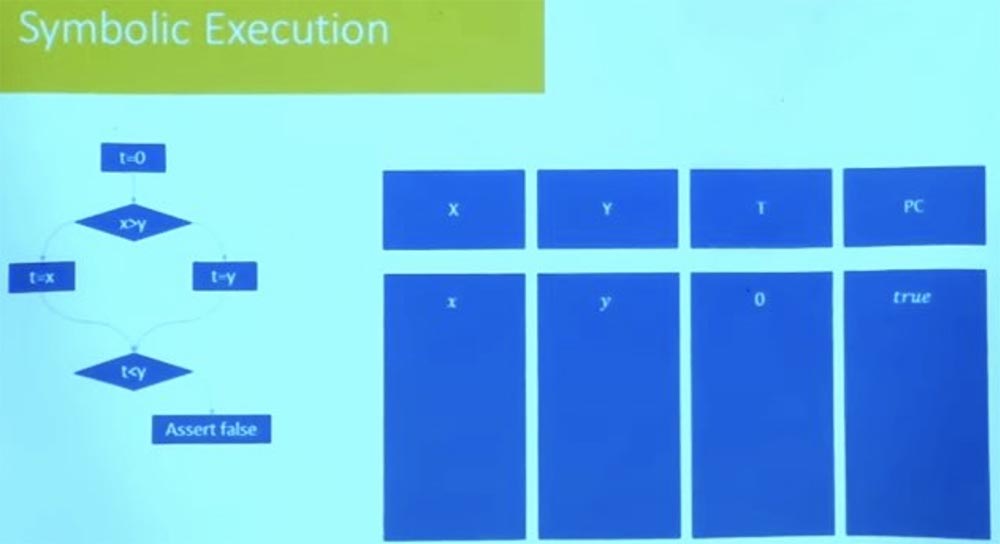 Symbolic Execution
t=0
x>y
t=x
t=y
t<y
Assert false
X Y T PC
x y 0 true